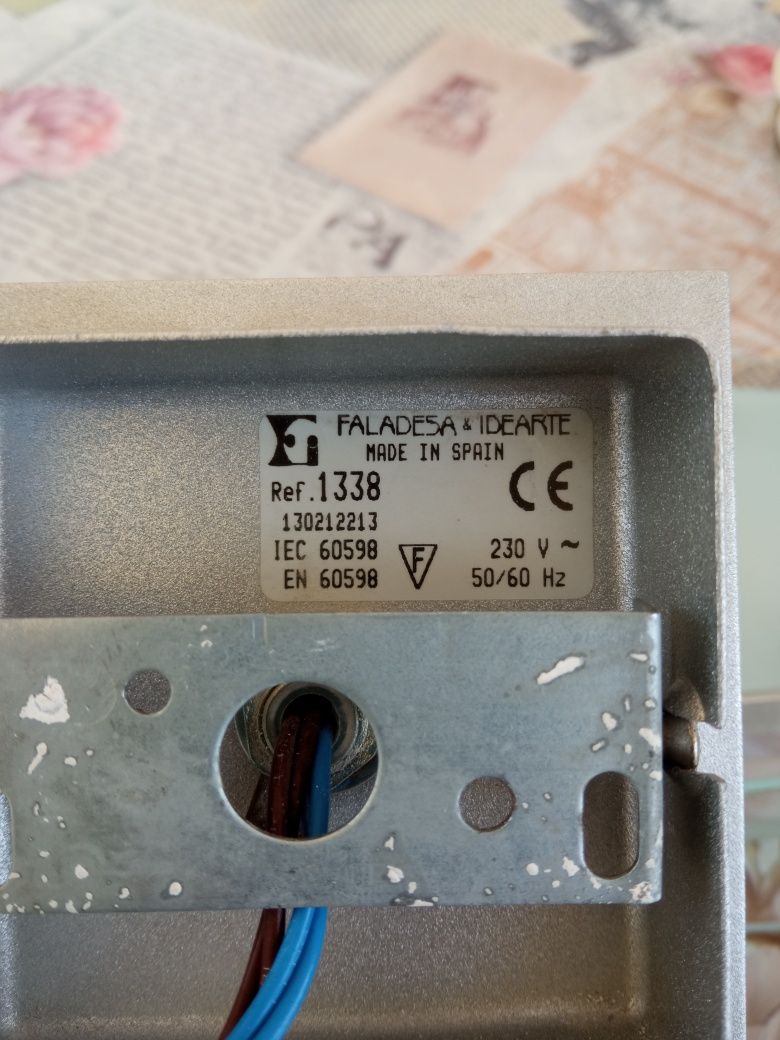 FALADESA & IDEARTE
MADE IN SPAIN
Ref. 1338
CE
130212213
IEC 60598
F
230 V ~
EN 60598
50/60 Hz